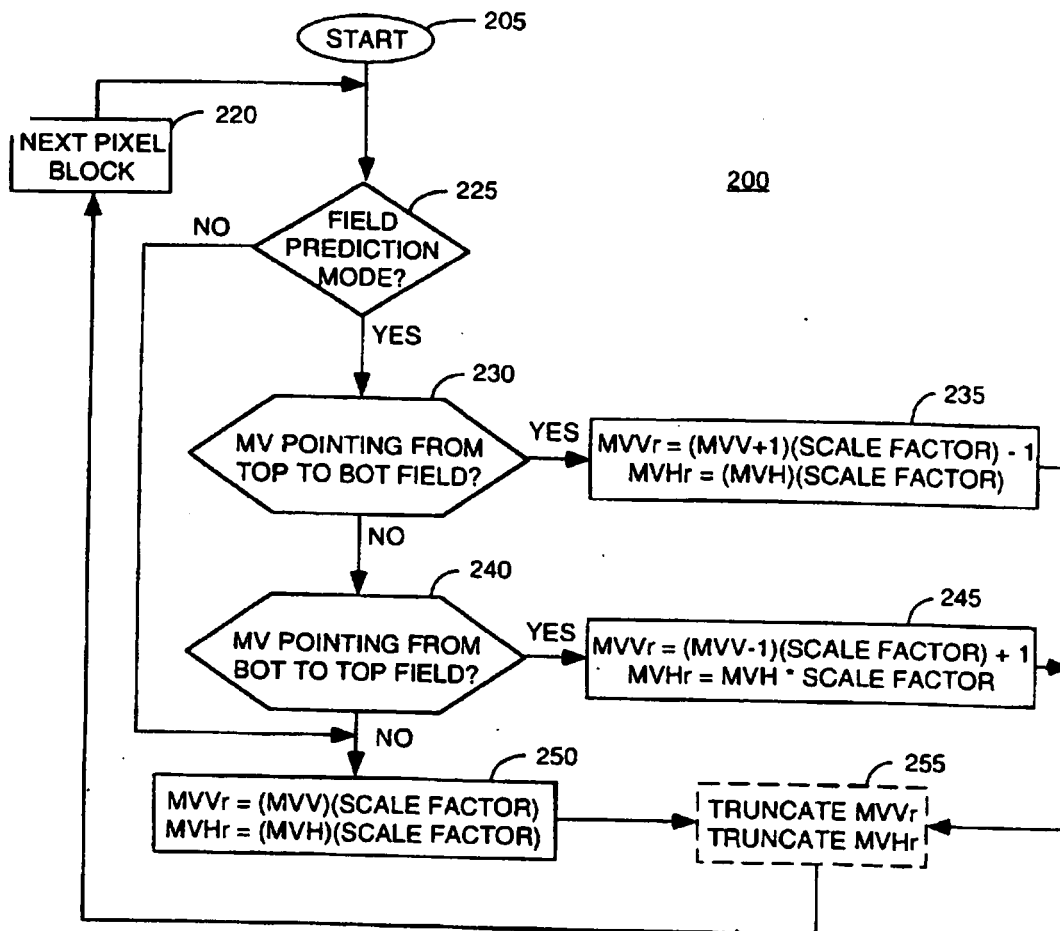 START
205
220
NEXT PIXEL
BLOCK
200
225
NO
FIELD
PREDICTION
MODE?
YES
230
235
MV POINTING FROM
TOP TO BOT FIELD?
YES
MVVr = (MVV+1)(SCALE FACTOR) - 1
MVHr = (MVH)(SCALE FACTOR)
NO
240
245
MV POINTING FROM
BOT TO TOP FIELD?
YES
MVVr = (MVV-1)(SCALE FACTOR) + 1
MVHr = MVH * SCALE FACTOR
NO
250
255
MVVr = (MVV)(SCALE FACTOR)
MVHr = (MVH)(SCALE FACTOR)
TRUNCATE MVVr
TRUNCATE MVHr